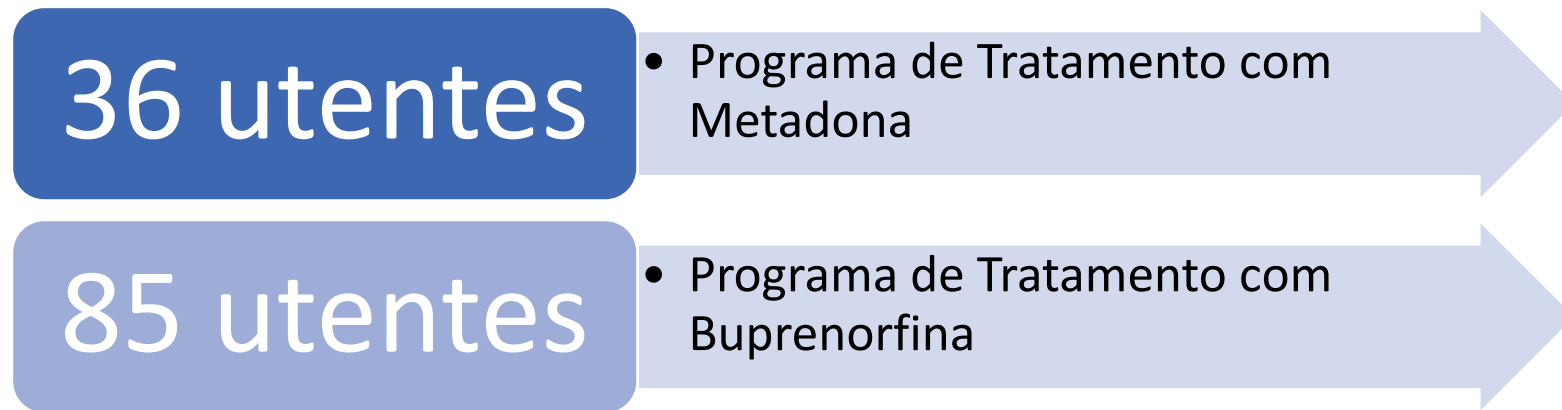 36 utentes
• Programa de Tratamento com
Metadona
85 utentes
• Programa de Tratamento com
Buprenorfina